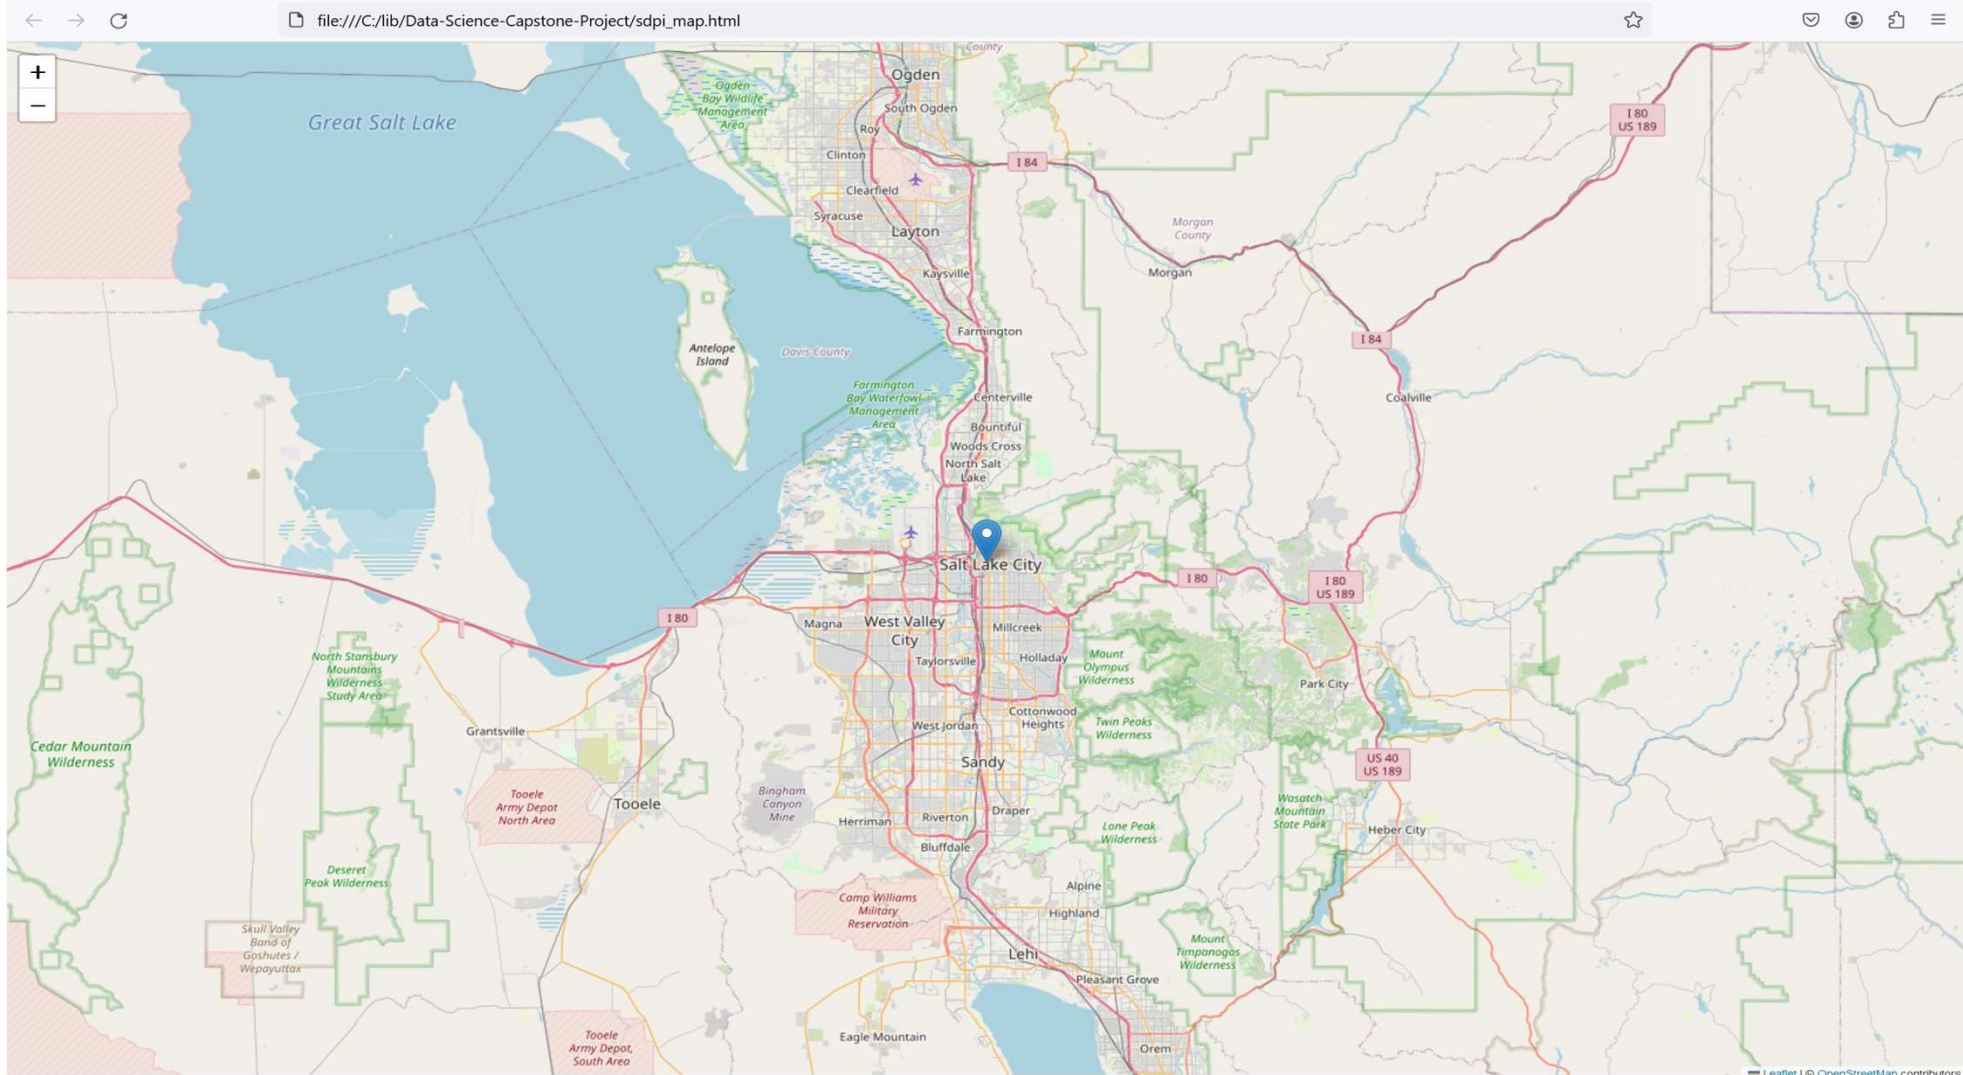 file:///C:/lib/Data-Science-Capstone-Project/sdpi_map.html
+
−
County
Ogden
Ogden
Bay Wildlife
Management
Area
South Ogden
Great Salt Lake
I 80
US 189
Roy
Clinton
I 84
Clearfield
Syracuse
Layton
Morgan
County
Kaysville
Morgan
Farmington
I 84
Antelope
Island
Davis County
Farmington
Bay Waterfowl
Management
Area
Centerville
Coalville
Bountiful
Woods Cross
North Salt
Lake
Salt Lake City
I 80
I 80
US 189
I 80
Magna
West Valley
City
Millcreek
Taylorsville
Holladay
Mount
Olympus
Wilderness
North Stansbury
Mountains
Wilderness
Study Area
Park City
Cottonwood
Heights
West Jordan
Twin Peaks
Wilderness
Grantsville
Cedar Mountain
Wilderness
Sandy
US 40
US 189
Tooele
Army Depot
North Area
Tooele
Bingham
Canyon
Mine
Herriman
Riverton
Draper
Lone Peak
Wilderness
Wasatch
Mountain
State Park
Heber City
Bluffdale
Deseret
Peak Wilderness
Alpine
Camp Williams
Military
Reservation
Highland
Skull Valley
Band of
Goshutes /
Wepayuttax
Mount
Timpanogos
Wilderness
Lehi
Pleasant Grove
Eagle Mountain
Tooele
Army Depot,
South Area
Orem
Leaflet | © OpenStreetMap contributors